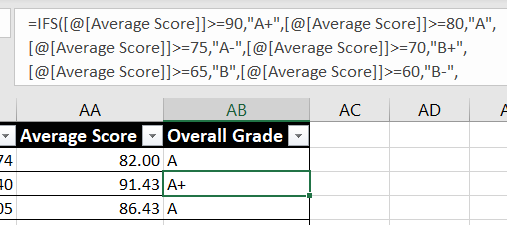 =IFS([@[Average Score]]>=90,"A+",[@[Average Score]]>=80,"A",
[@[Average Score]]>=75,"A-",[@[Average Score]]>=70,"B+",
[@[Average Score]]>=65,"B",[@[Average Score]]>=60,"B-",
AA AB AC AD
Average Score Overall Grade
74 82.00 A
40 91.43 A+
05 86.43 A